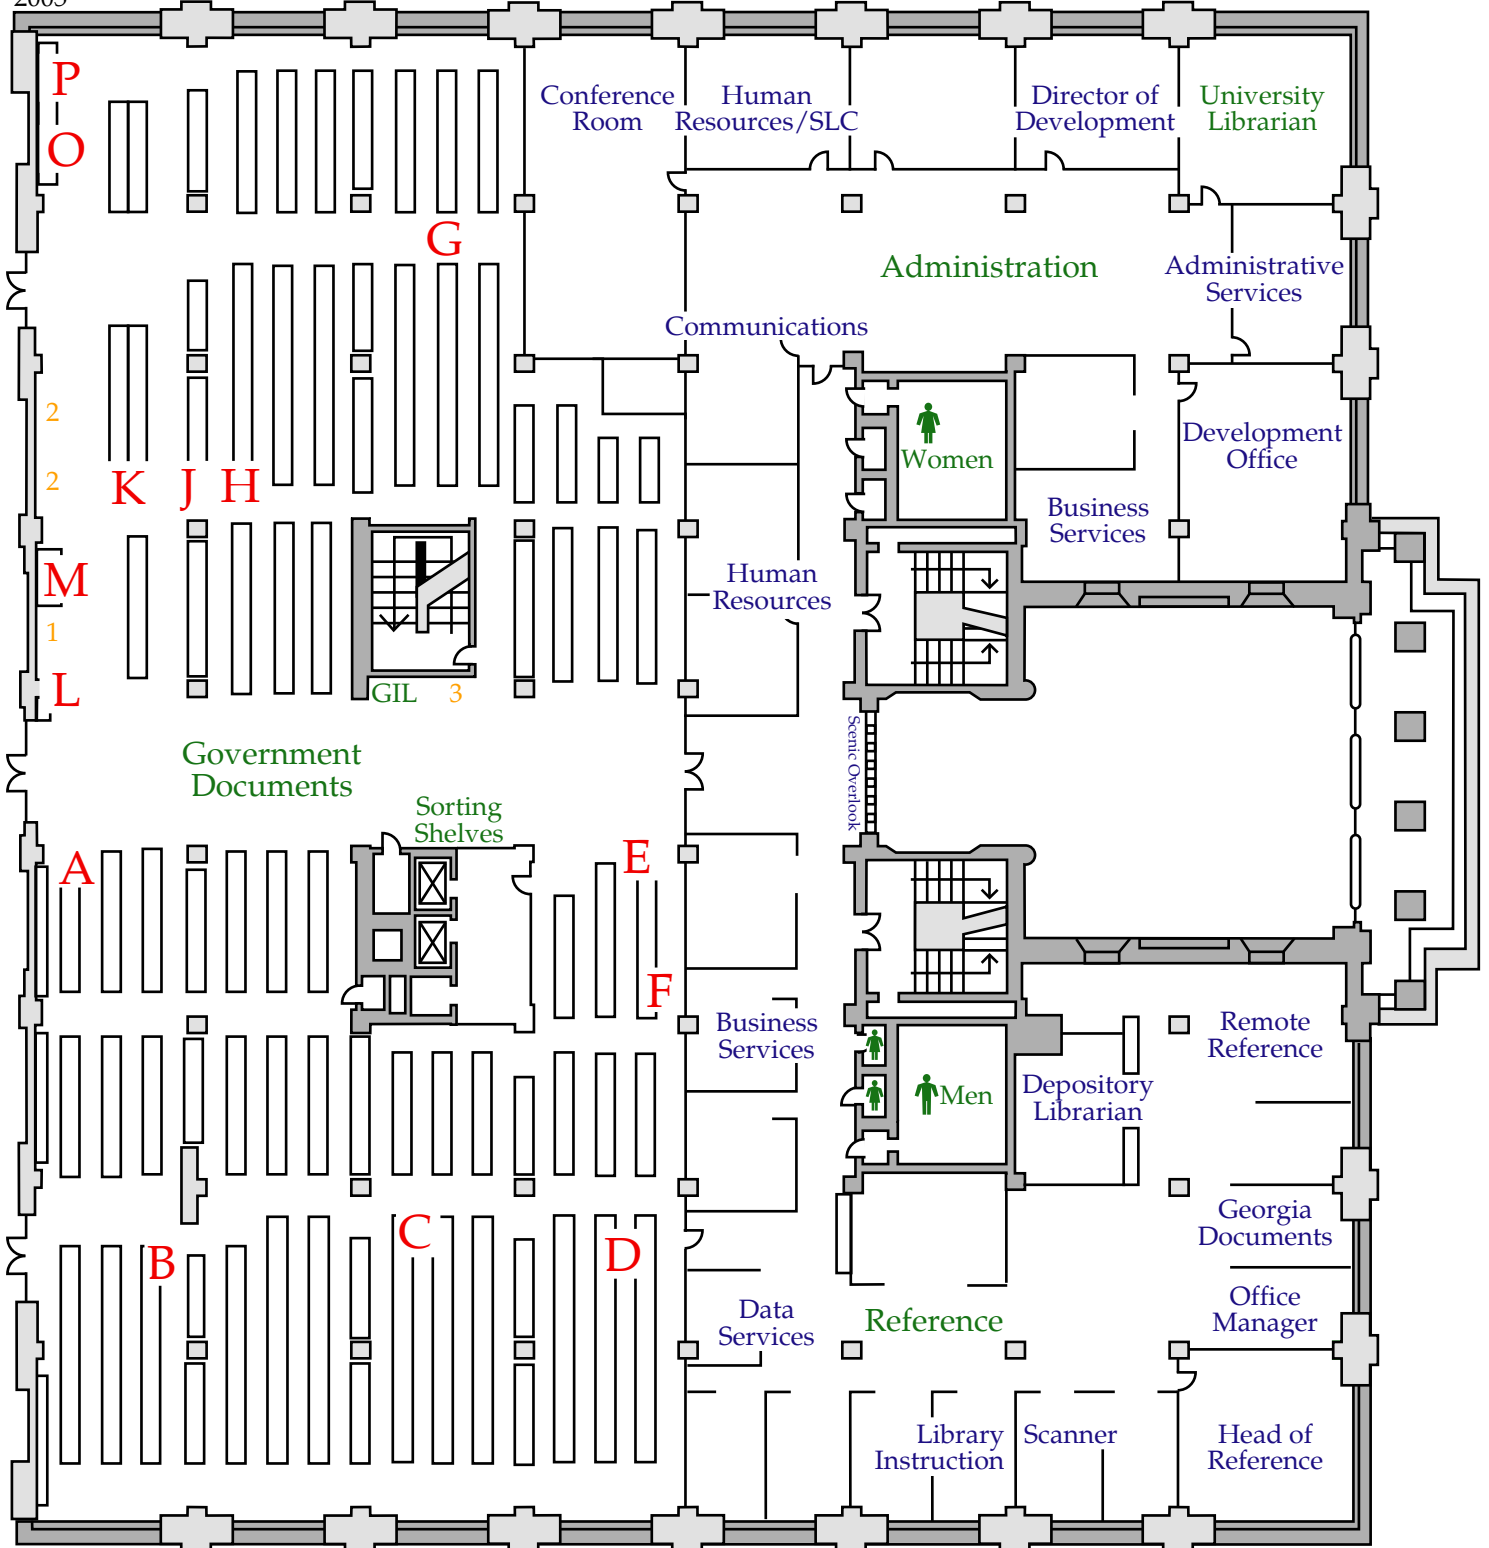 2003
P
O
Conference
Room
Human
Resources/SLC
Director of
Development
University
Librarian
G
Administration
Administrative
Services
Communications
2
2
K
J
H
Women
Development
Office
Business
Services
M
1
L
Human
Resources
GIL
3
Scenic Overlook
Government
Documents
Sorting
Shelves
A
E
F
Business
Services
Remote
Reference
Men
Depository
Librarian
Georgia
Documents
B
C
D
Data
Services
Reference
Office
Manager
Library
Instruction
Scanner
Head of
Reference